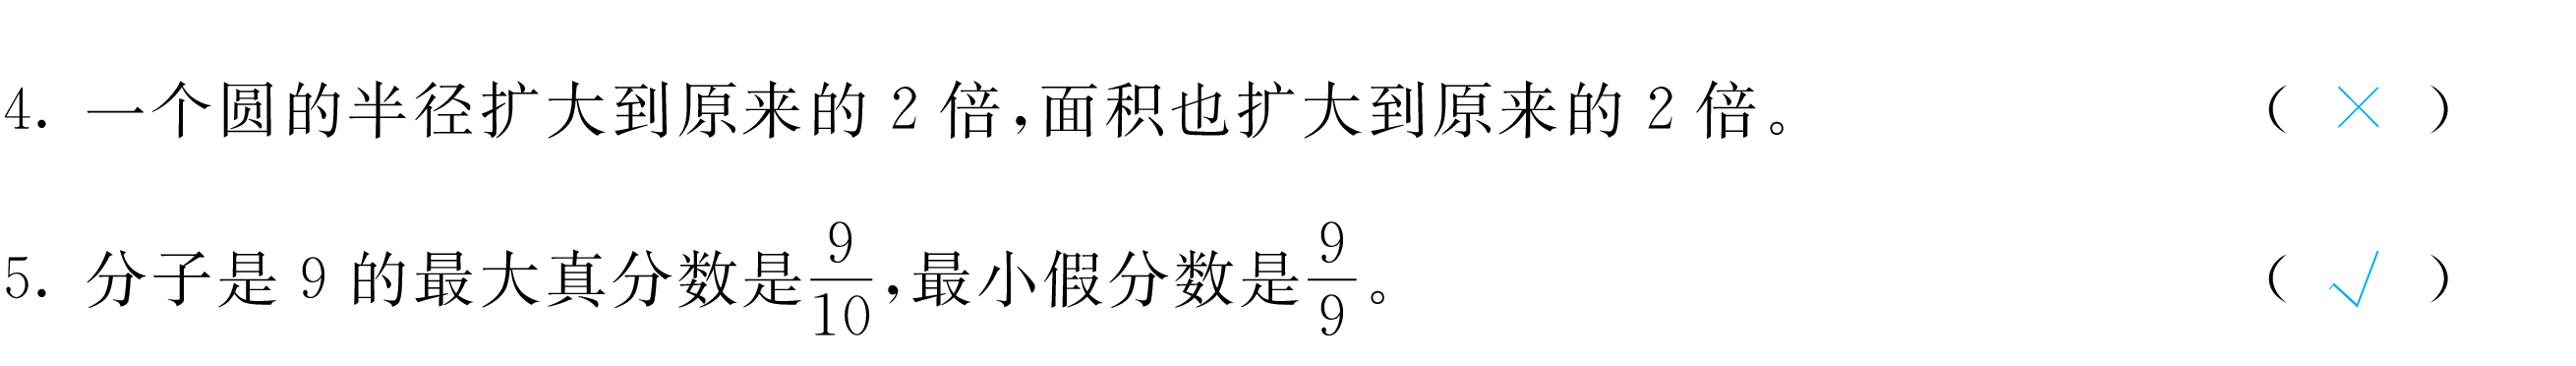 4. 一个圆的半径扩大到原来的 2 倍,面积也扩大到原来的 2 倍。 ( × )
5. 分子是 9 的最大真分数是9/10,最小假分数是9/9。 ( √ )